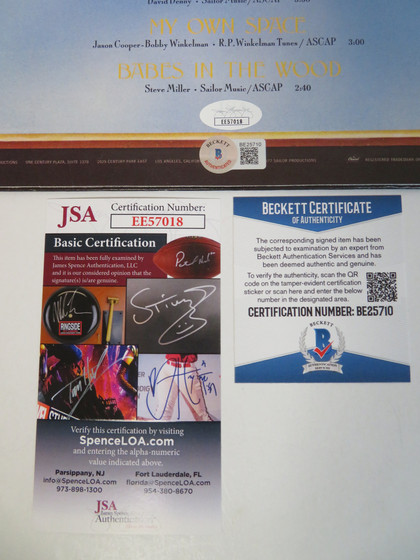 David Denny • Sailor Music/ASCAP
MY OWN SPACE
Jason Cooper-Bobby Winkelman • R.P. Winkelman Tunes / ASCAP 3:00
BABES IN THE WOOD
Steve Miller • Sailor Music/ASCAP 2:40
EE57018
BECKETT
BE25710
JSA
Certification Number:
EE57018
Basic Certification
This item has been fully examined by
James Spence Authentication, LLC
and it is our considered opinion that the
signature(s) is/are genuine.
RINGSIDE
Verify this certification by visiting
SpenceLOA.com
and entering the alpha-numeric
value indicated above.
Parsippany, NJ
info@SpenceLOA.com
973-898-1300
Fort Lauderdale, FL
florida@SpenceLOA.com
954-380-8670
JSA
BECKETT CERTIFICATE
OF AUTHENTICITY
The corresponding signed item has been
subjected to examination by an expert from
Beckett Authentication Services and has
been deemed authentic and genuine.
To verify the authenticity, scan the QR
code on the tamper-evident certification
sticker or scan here and enter the below
number in the designated area.
CERTIFICATION NUMBER: BE25710
BECKETT
B